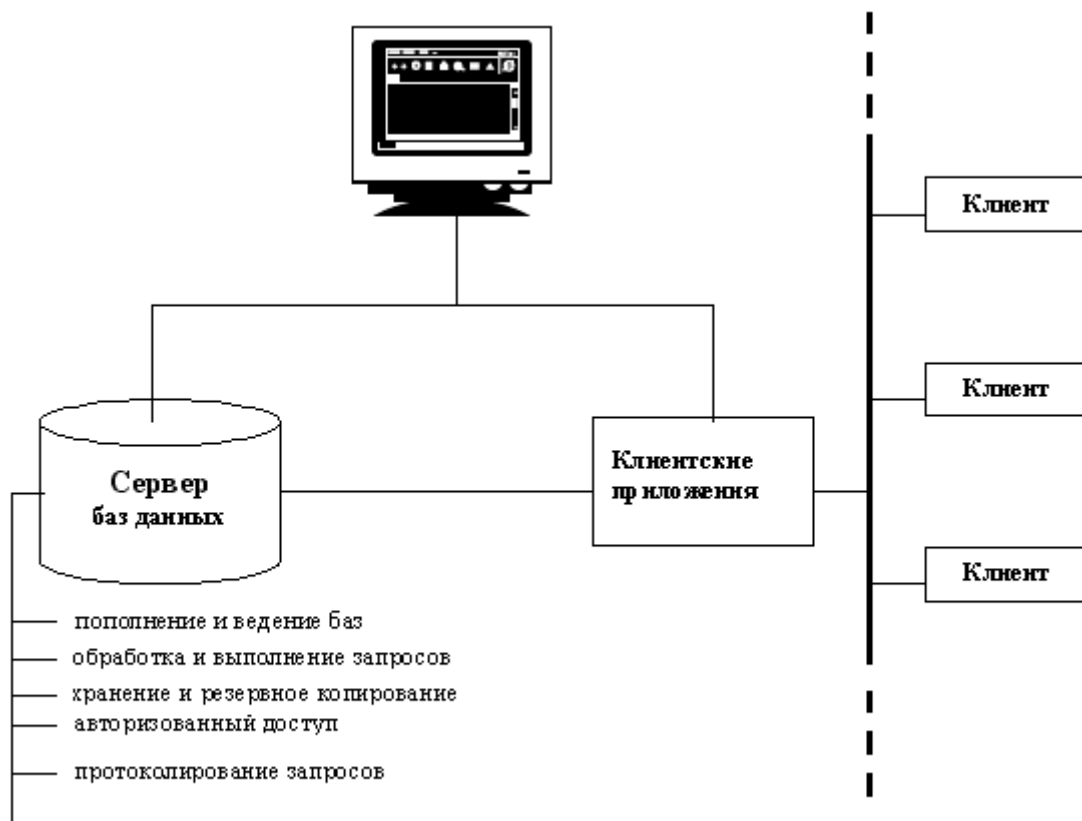 Клиент
Клиент
Клиентские
приложения
Сервер
баз данных
Клиент
пополнение и ведение баз
обработка и выполнение запросов
хранение и резервное копирование
авторизованный доступ
протоколирование запросов